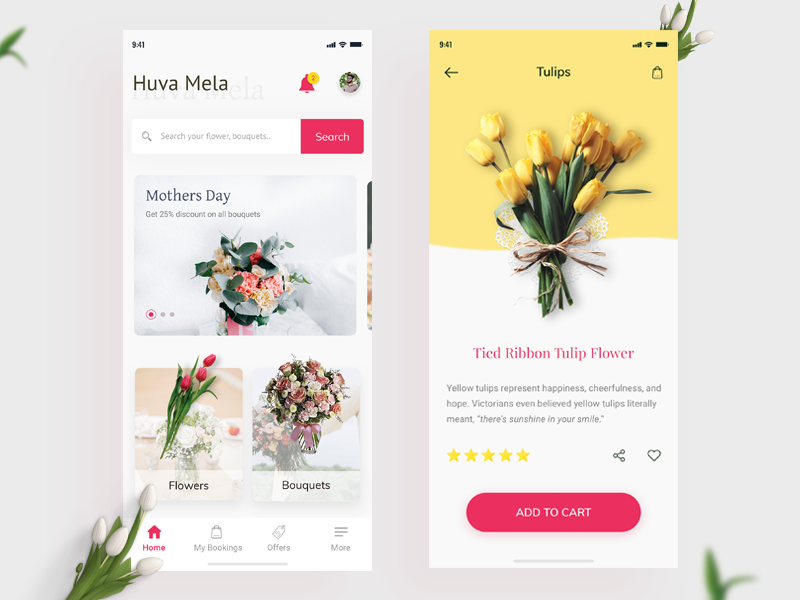 9:41
Huva Mela
Huva Mela
2
Search your flower, bouquets..
Search
Mothers Day
Get 25% discount on all bouquets
Flowers
Bouquets
Home
My Bookings
Offers
More
9:41
Tulips
Tied Ribbon Tulip Flower
Yellow tulips represent happiness, cheerfulness, and
hope. Victorians even believed yellow tulips literally
meant, “there's sunshine in your smile.”
ADD TO CART